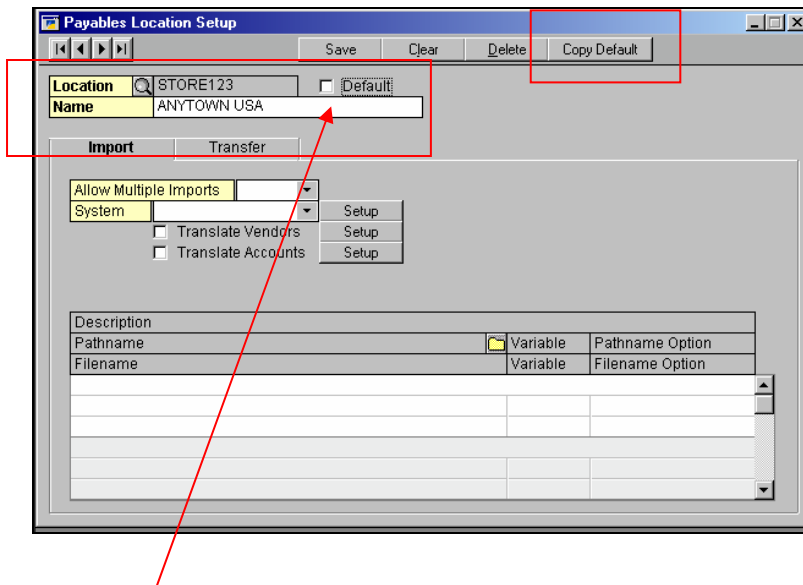 Payables Location Setup
Save Clear Delete Copy Default
Location STORE123 Default
Name ANYTOWN USA
Import Transfer
Allow Multiple Imports
System Setup
Translate Vendors Setup
Translate Accounts Setup
Description
Pathname Variable Pathname Option
Filename Variable Filename Option